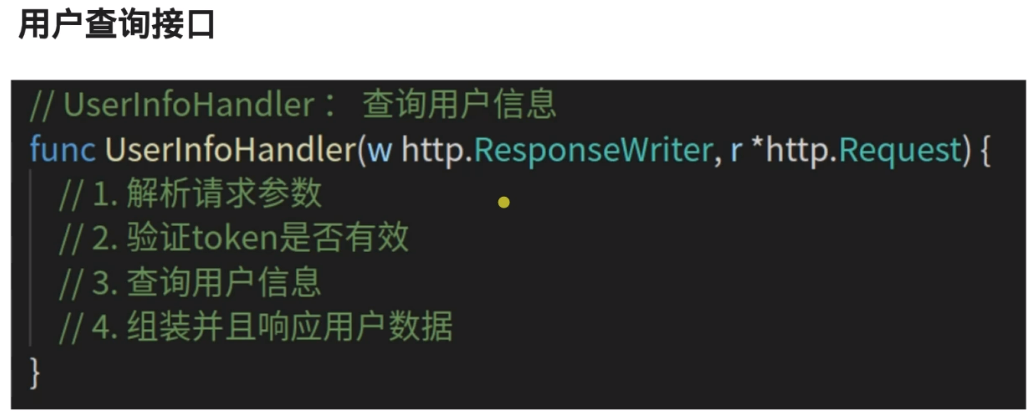 用户查询接口
// UserInfoHandler： 查询用户信息
func UserInfoHandler(w http.ResponseWriter, r *http.Request) {
// 1. 解析请求参数
// 2. 验证token是否有效
// 3. 查询用户信息
// 4. 组装并且响应用户数据
}